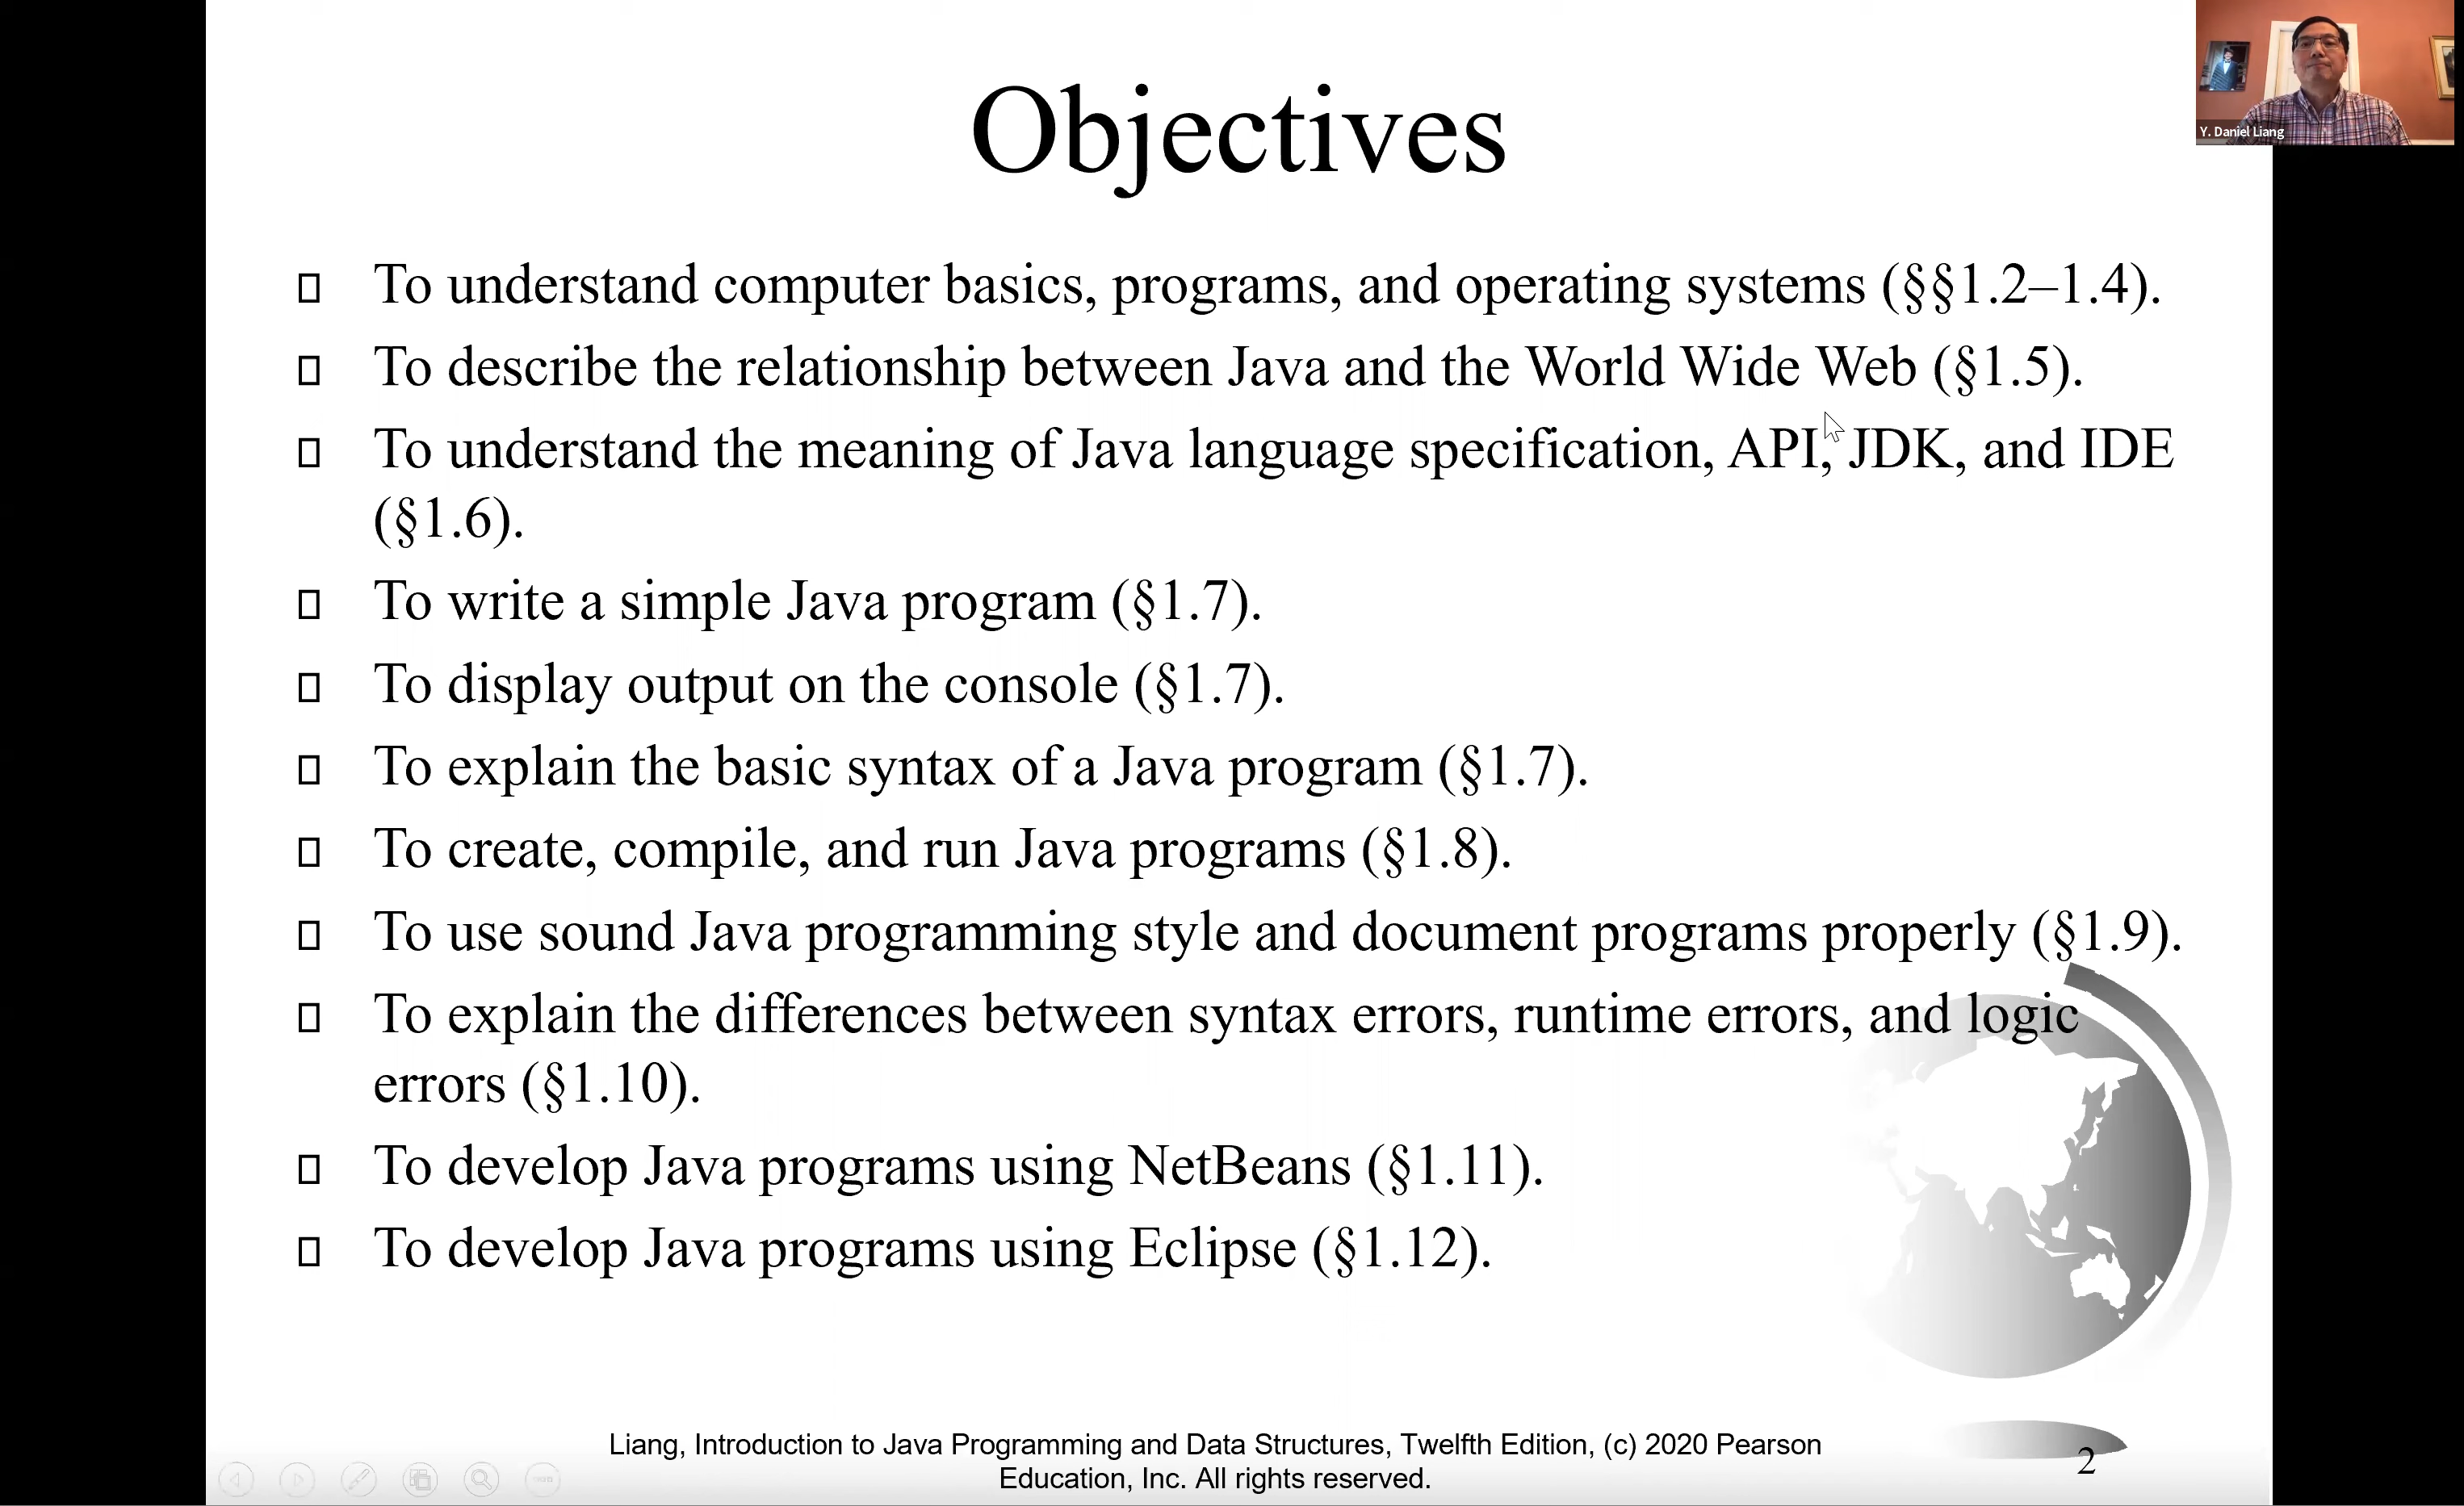 Objectives
Y. Daniel Liang
To understand computer basics, programs, and operating systems (§§1.2–1.4).
To describe the relationship between Java and the World Wide Web (§1.5).
To understand the meaning of Java language specification, API, JDK, and IDE
(§1.6).
To write a simple Java program (§1.7).
To display output on the console (§1.7).
To explain the basic syntax of a Java program (§1.7).
To create, compile, and run Java programs (§1.8).
To use sound Java programming style and document programs properly (§1.9).
To explain the differences between syntax errors, runtime errors, and logic
errors (§1.10).
To develop Java programs using NetBeans (§1.11).
To develop Java programs using Eclipse (§1.12).
Liang, Introduction to Java Programming and Data Structures, Twelfth Edition, (c) 2020 Pearson
Education, Inc. All rights reserved.
2